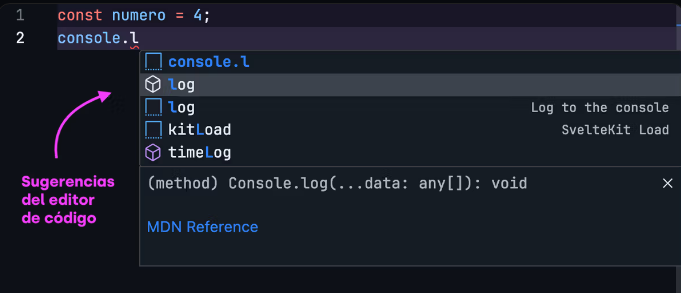 1 const numero = 4;
2 console.l
console.l
log
log Log to the console
kitLoad SvelteKit Load
timeLog
(method) Console.log(...data: any[]): void ×
MDN Reference
Sugerencias
del editor
de código